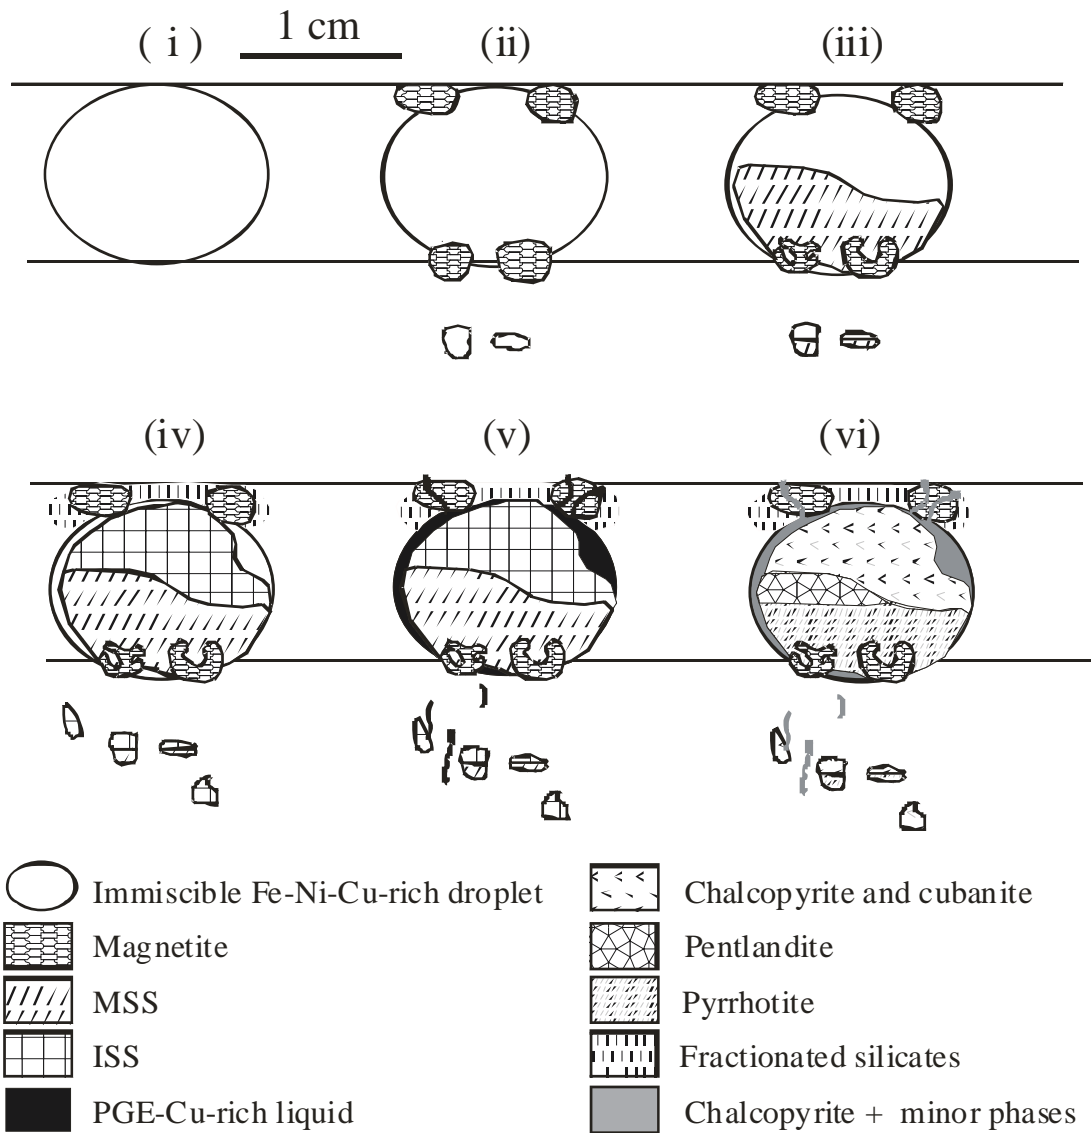 ( i )
1 cm
(ii)
(iii)
(iv)
(v)
(vi)
Immiscible Fe-Ni-Cu-rich droplet
Magnetite
MSS
ISS
PGE-Cu-rich liquid
Chalcopyrite and cubanite
Pentlandite
Pyrrhotite
Fractionated silicates
Chalcopyrite + minor phases